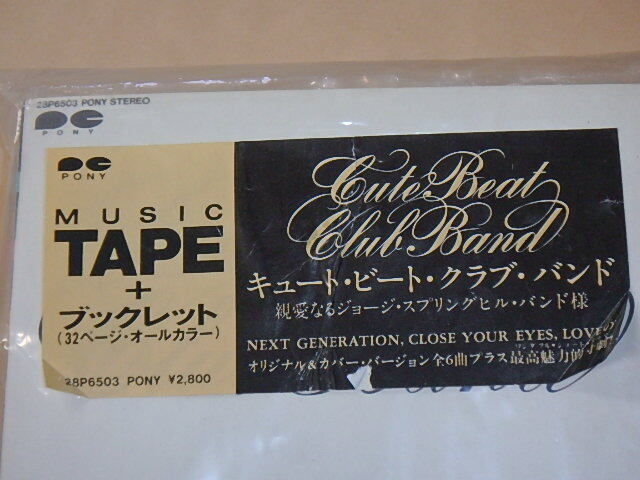 28P6503 PONY STEREO
PONY
PONY
MUSIC
TAPE
+
ブックレット
(32ページ・オールカラー)
28P6503 PONY ¥2,800
Cute Beat
Club Band
キュート・ビート・クラブ・バンド
親愛なるジョージ・スプリングヒル・バンド様
NEXT GENERATION, CLOSE YOUR EYES, LOVE
オリジナル&カバー・バージョン全6曲プラス最高魅力的